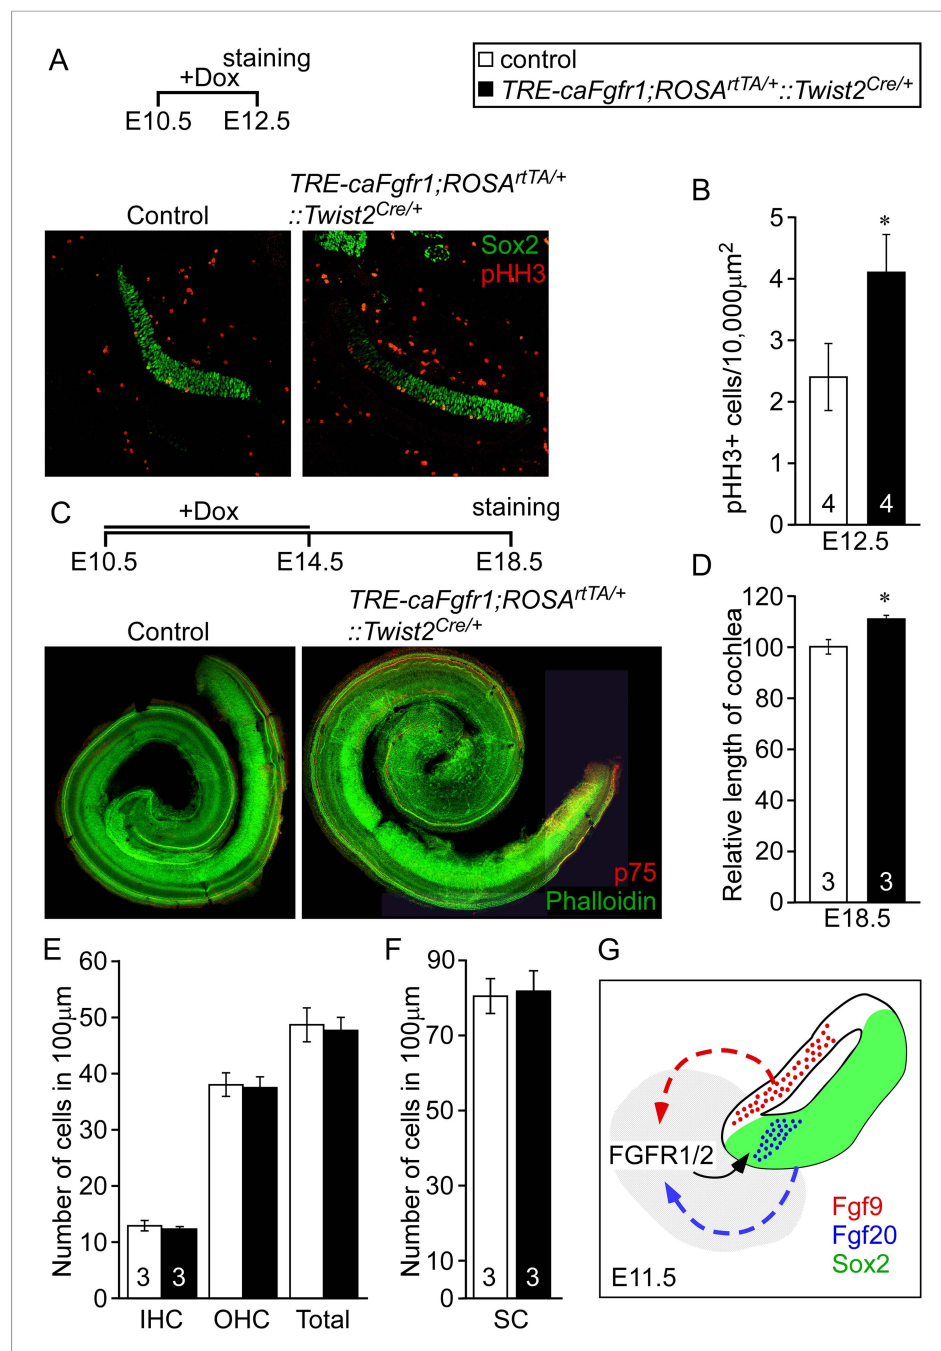 A
staining
+Dox
E10.5 E12.5
control
TRE-caFgfr1;ROSArtTA/+::Twist2Cre/+
Control
TRE-caFgfr1;ROSArtTA/+
::Twist2Cre/+
Sox2
pHH3
B
pHH3+ cells/10,000μm2
5
4
3
2
1
0
*
4 4
E12.5
C
+Dox
staining
E10.5 E14.5 E18.5
Control
TRE-caFgfr1;ROSArtTA/+
::Twist2Cre/+
p75
Phalloidin
D
Relative length of cochlea
120
100
80
60
40
20
0
*
3 3
E18.5
E
Number of cells in 100μm
60
50
40
30
20
10
0
3 3
IHC OHC Total
F
Number of cells in 100μm
90
70
50
30
10
0
3 3
SC
G
FGFR1/2
Fgf9
Fgf20
Sox2
E11.5